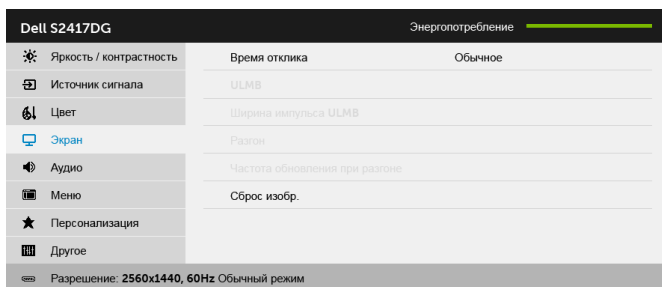 Dell S2417DG
Энергопотребление
Яркость / контрастность
Время отклика
Обычное
Источник сигнала
ULMB
Цвет
Ширина импульса ULMB
Экран
Разгон
Аудио
Частота обновления при разгоне
Меню
Сброс изобр.
Персонализация
Другое
Разрешение: 2560x1440, 60Hz Обычный режим